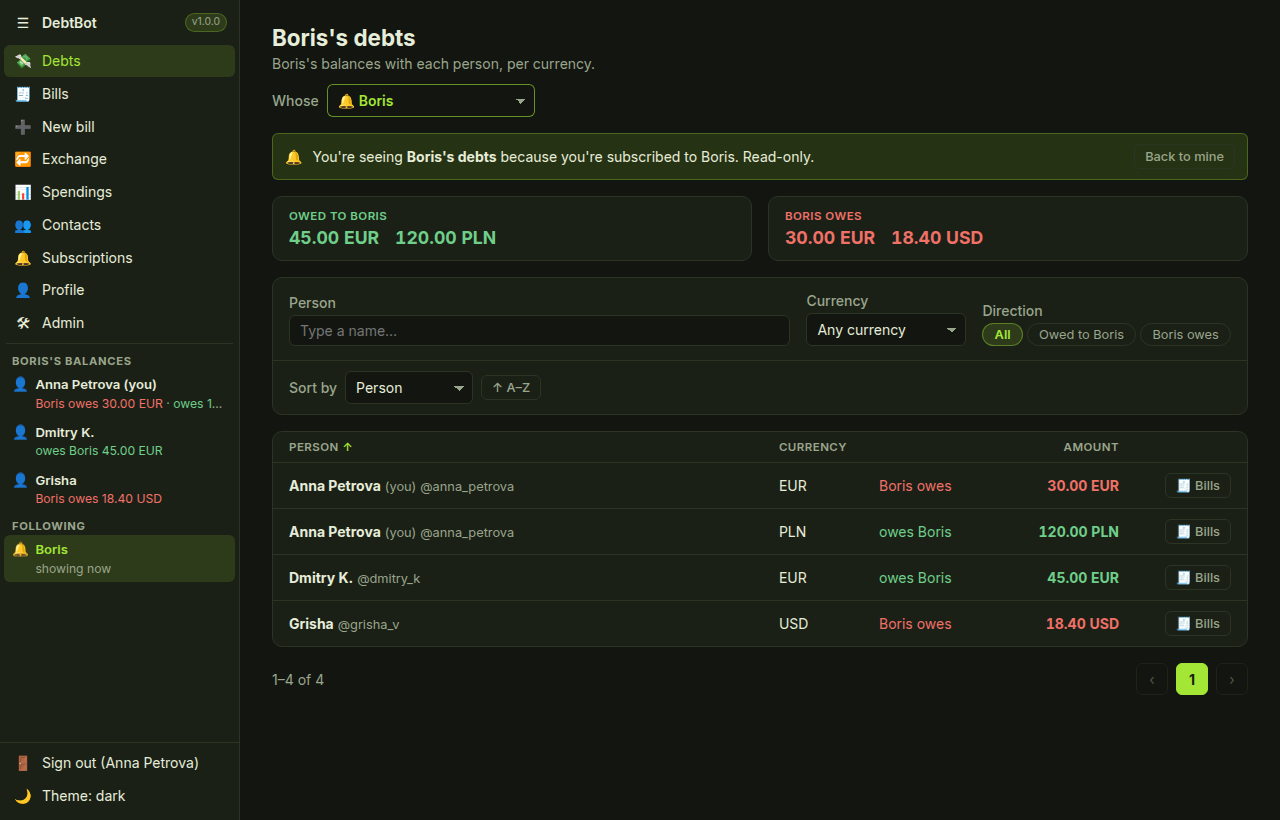 DebtBot v1.0.0
Debts
Bills
New bill
Exchange
Spendings
Contacts
Subscriptions
Profile
Admin
BORIS'S BALANCES
Anna Petrova (you)
Boris owes 30.00 EUR · owes 1...
Dmitry K.
owes Boris 45.00 EUR
Grisha
Boris owes 18.40 USD
FOLLOWING
Boris
showing now
Sign out (Anna Petrova)
Theme: dark
Boris's debts
Boris's balances with each person, per currency.
Whose Boris
You're seeing Boris's debts because you're subscribed to Boris. Read-only. Back to mine
OWED TO BORIS
45.00 EUR 120.00 PLN
BORIS OWES
30.00 EUR 18.40 USD
Person
Type a name...
Currency
Any currency
Direction
All Owed to Boris Boris owes
Sort by Person ↑ A–Z
PERSON ↑ CURRENCY AMOUNT
Anna Petrova (you) @anna_petrova EUR Boris owes 30.00 EUR Bills
Anna Petrova (you) @anna_petrova PLN owes Boris 120.00 PLN Bills
Dmitry K. @dmitry_k EUR owes Boris 45.00 EUR Bills
Grisha @grisha_v USD Boris owes 18.40 USD Bills
1–4 of 4 ‹ 1 ›